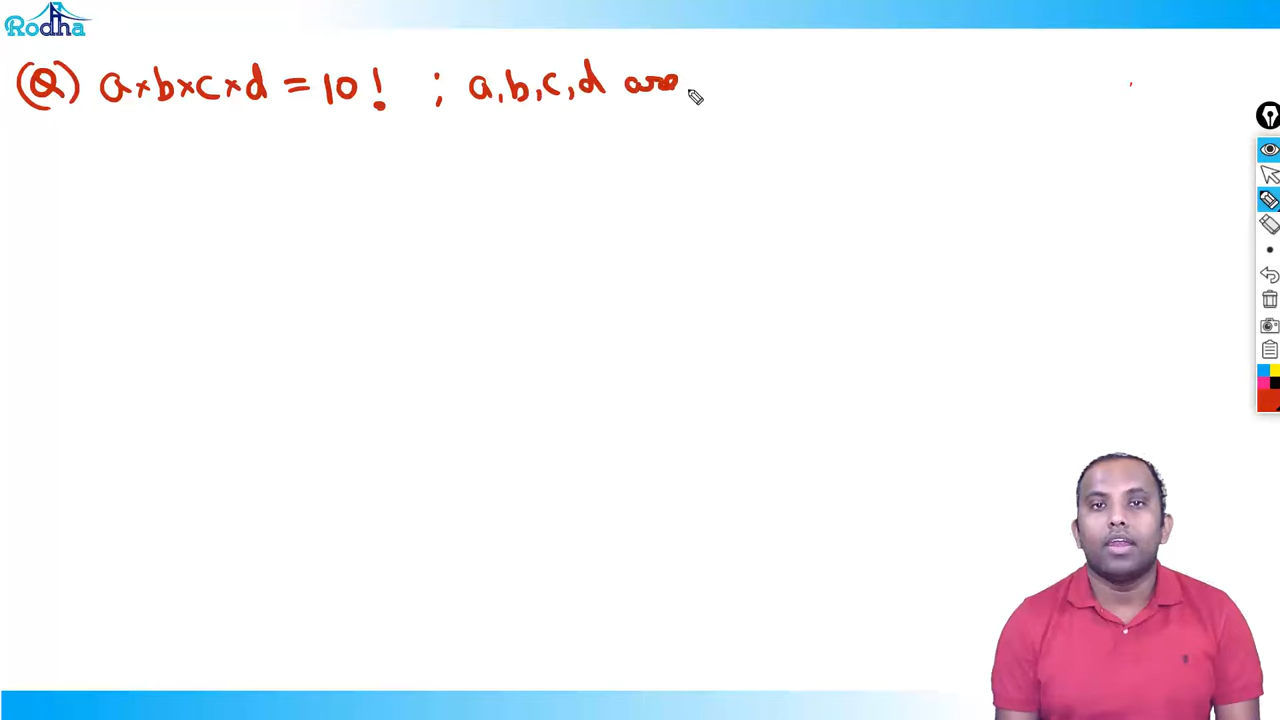 Rodha
(Q) a×b×c×d = 10! ; a,b,c,d are